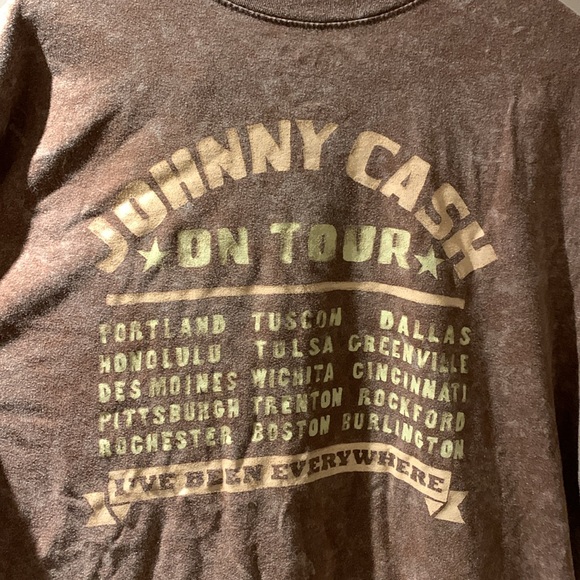 JOHNNY CASH
★ON TOUR★
PORTLAND TUSCON DALLAS
HONOLULU TULSA GREENVILLE
DES MOINES WICHITA CINCINNATI
PITTSBURGH TRENTON ROCKFORD
ROCHESTER BOSTON BURLINGTON
I'VE BEEN EVERYWHERE